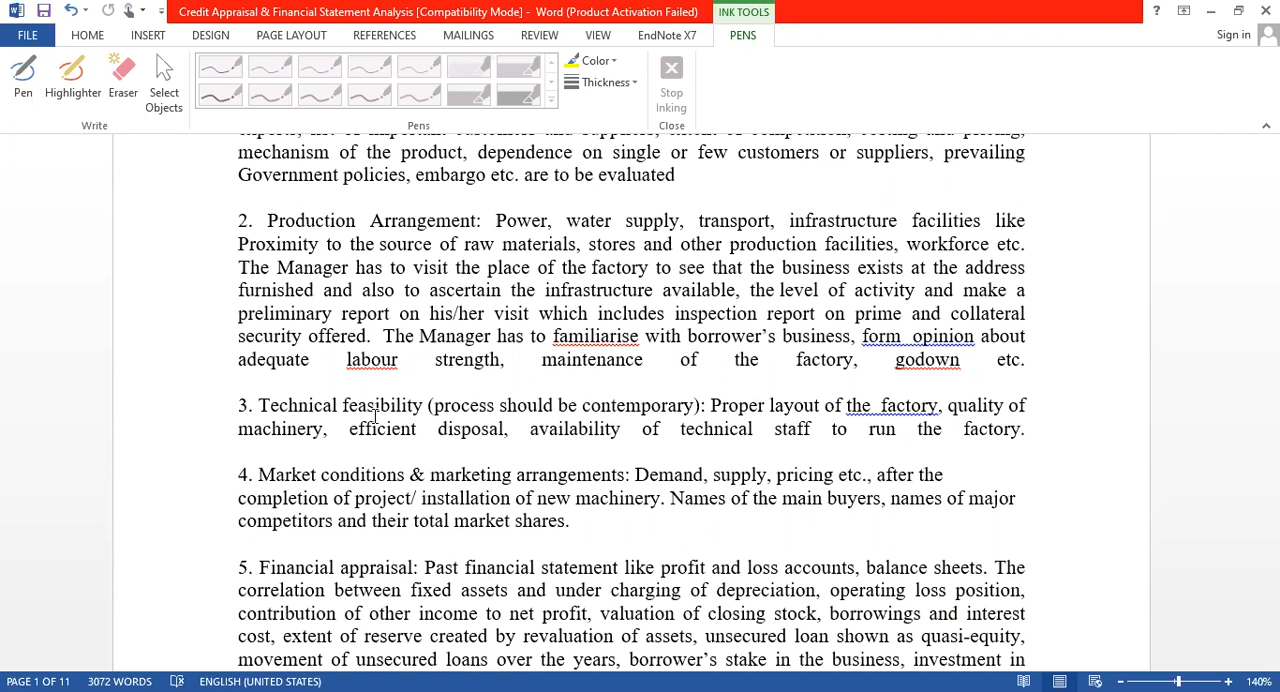 Credit Appraisal & Financial Statement Analysis [Compatibility Mode] - Word (Product Activation Failed)
INK TOOLS
?
FILE
HOME
INSERT
DESIGN
PAGE LAYOUT
REFERENCES
MAILINGS
REVIEW
VIEW
EndNote X7
PENS
Sign in
Pen
Highlighter
Eraser
Select Objects
Color
Thickness
Stop Inking
Write
Pens
Close
mechanism of the product, dependence on single or few customers or suppliers, prevailing
Government policies, embargo etc. are to be evaluated
2. Production Arrangement: Power, water supply, transport, infrastructure facilities like
Proximity to the source of raw materials, stores and other production facilities, workforce etc.
The Manager has to visit the place of the factory to see that the business exists at the address
furnished and also to ascertain the infrastructure available, the level of activity and make a
preliminary report on his/her visit which includes inspection report on prime and collateral
security offered. The Manager has to familiarise with borrower’s business, form opinion about
adequate labour strength, maintenance of the factory, godown etc.
3. Technical feasibility (process should be contemporary): Proper layout of the factory, quality of
machinery, efficient disposal, availability of technical staff to run the factory.
4. Market conditions & marketing arrangements: Demand, supply, pricing etc., after the
completion of project/ installation of new machinery. Names of the main buyers, names of major
competitors and their total market shares.
5. Financial appraisal: Past financial statement like profit and loss accounts, balance sheets. The
correlation between fixed assets and under charging of depreciation, operating loss position,
contribution of other income to net profit, valuation of closing stock, borrowings and interest
cost, extent of reserve created by revaluation of assets, unsecured loan shown as quasi-equity,
movement of unsecured loans over the years, borrower’s stake in the business, investment in
PAGE 1 OF 11
3072 WORDS
ENGLISH (UNITED STATES)
140%